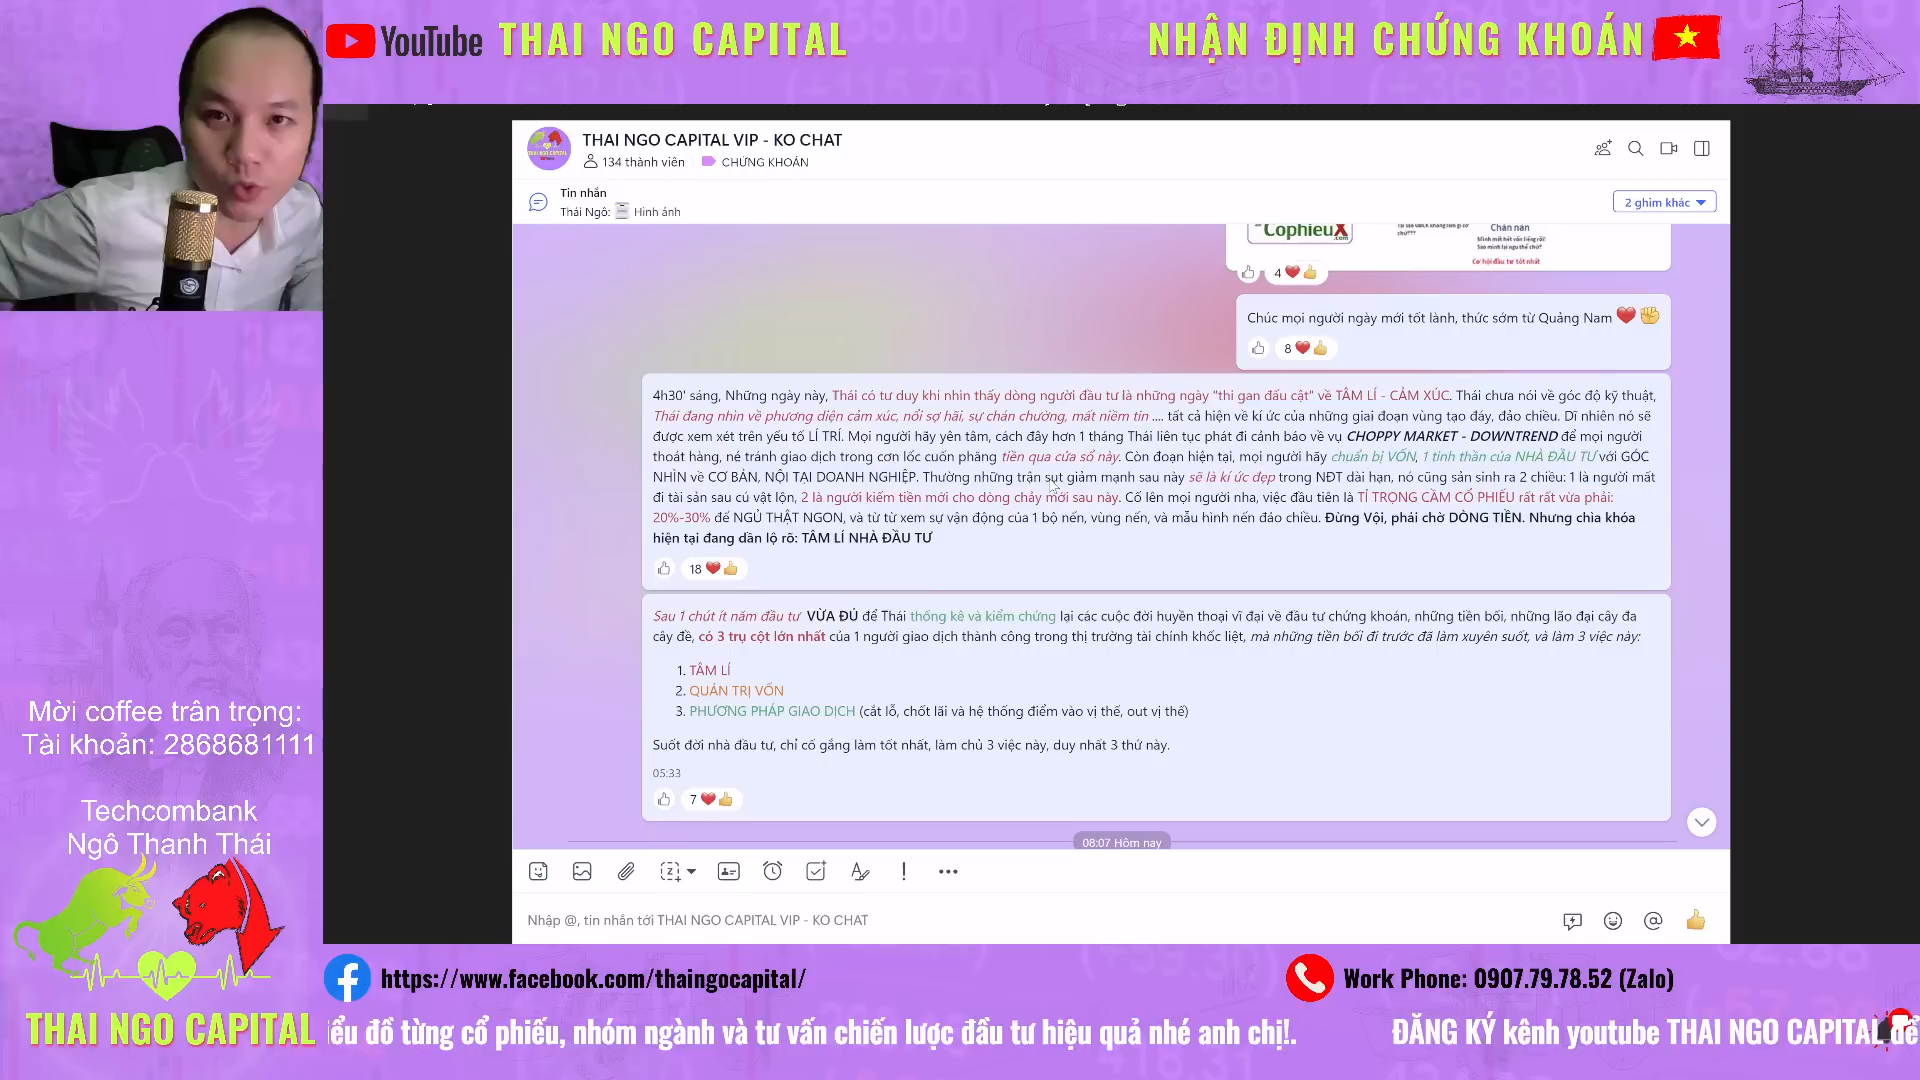 YouTube THAI NGO CAPITAL
NHẬN ĐỊNH CHỨNG KHOÁN
THAI NGO CAPITAL VIP - KO CHAT
134 thành viên CHỨNG KHOÁN
Tin nhắn
Thái Ngô: Hình ảnh
2 ghim khác
CophieuX
.com
Chán nản
Mình mất hết vốn liếng rồi!
Sao mình lại ngu thế chứ?
Cơ hội đầu tư tốt nhất
4
Chúc mọi người ngày mới tốt lành, thức sớm từ Quảng Nam ❤️ ✊
8
4h30' sáng, Những ngày này, Thái có tư duy khi nhìn thấy dòng người đầu tư là những ngày "thi gan đấu cật" về TÂM LÍ - CẢM XÚC. Thái chưa nói về góc độ kỹ thuật,
Thái đang nhìn về phương diện cảm xúc, nỗi sợ hãi, sự chán chường, mất niềm tin .... tất cả hiện về kí ức của những giai đoạn vùng tạo đáy, đảo chiều. Dĩ nhiên nó sẽ
được xem xét trên yếu tố LÍ TRÍ. Mọi người hãy yên tâm, cách đây hơn 1 tháng Thái liên tục phát đi cảnh báo về vụ CHOPPY MARKET - DOWNTREND để mọi người
thoát hàng, né tránh giao dịch trong cơn lốc cuốn phăng tiền qua cửa sổ này. Còn đoạn hiện tại, mọi người hãy chuẩn bị VỐN, 1 tinh thần của NHÀ ĐẦU TƯ với GÓC
NHÌN về CƠ BẢN, NỘI TẠI DOANH NGHIỆP. Thường những trận sụt giảm mạnh sau này sẽ là kí ức đẹp trong NĐT dài hạn, nó cũng sản sinh ra 2 chiều: 1 là người mất
đi tài sản sau cú vật lộn, 2 là người kiếm tiền mới cho dòng chảy mới sau này. Cố lên mọi người nha, việc đầu tiên là TỈ TRỌNG CẦM CỔ PHIẾU rất rất vừa phải:
20%-30% để NGỦ THẬT NGON, và từ từ xem sự vận động của 1 bộ nến, vùng nến, và mẫu hình nến đảo chiều. Đừng Vội, phải chờ DÒNG TIỀN. Nhưng chìa khóa
hiện tại đang dần lộ rõ: TÂM LÍ NHÀ ĐẦU TƯ
18
Sau 1 chút ít năm đầu tư VỪA ĐỦ để Thái thống kê và kiểm chứng lại các cuộc đời huyền thoại vĩ đại về đầu tư chứng khoán, những tiền bối, những lão đại cây đa
cây đề, có 3 trụ cột lớn nhất của 1 người giao dịch thành công trong thị trường tài chính khốc liệt, mà những tiền bối đi trước đã làm xuyên suốt, và làm 3 việc này:
1. TÂM LÍ
2. QUẢN TRỊ VỐN
3. PHƯƠNG PHÁP GIAO DỊCH (cắt lỗ, chốt lãi và hệ thống điểm vào vị thế, out vị thế)
Suốt đời nhà đầu tư, chỉ cố gắng làm tốt nhất, làm chủ 3 việc này, duy nhất 3 thứ này.
05:33
7
08:07 Hôm nay
Nhập @, tin nhắn tới THAI NGO CAPITAL VIP - KO CHAT
Mời coffee trân trọng:
Tài khoản: 2868681111
Techcombank
Ngô Thanh Thái
THAI NGO CAPITAL
https://www.facebook.com/thaingocapital/
Work Phone: 0907.79.78.52 (Zalo)
iểu đồ từng cổ phiếu, nhóm ngành và tư vấn chiến lược đầu tư hiệu quả nhé anh chị!. ĐĂNG KÝ kênh youtube THAI NGO CAPITAL để